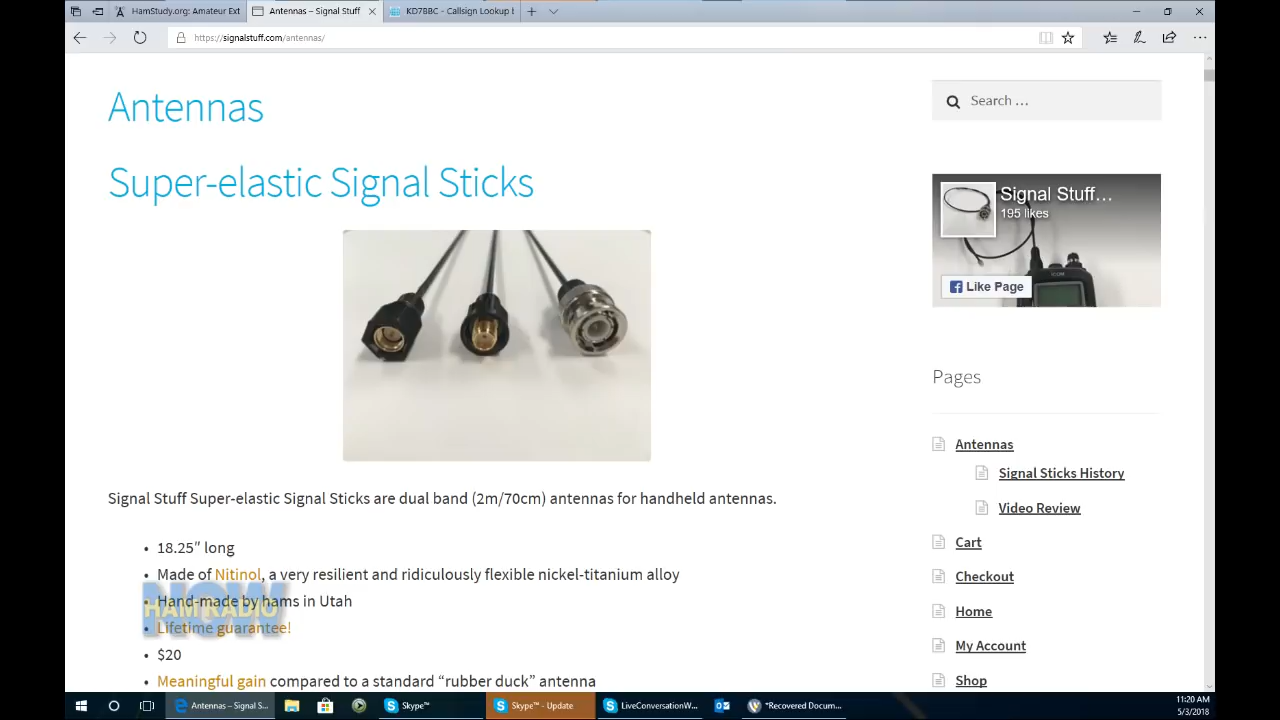 HamStudy.org: Amateur Ext
Antennas – Signal Stuff
KD7BBC - Callsign Lookup b
https://signalstuff.com/antennas/
Antennas
Search …
Super-elastic Signal Sticks
Signal Stuff…
195 likes
ICOM
Like Page
Pages
Antennas
Signal Sticks History
Signal Stuff Super-elastic Signal Sticks are dual band (2m/70cm) antennas for handheld antennas.
Video Review
Cart
• 18.25″ long
• Made of Nitinol, a very resilient and ridiculously flexible nickel-titanium alloy
Checkout
• Hand-made by hams in Utah
HAM RADIO
NOW
Home
• Lifetime guarantee!
My Account
• $20
• Meaningful gain compared to a standard “rubber duck” antenna
Shop
Antennas – Signal S...
Skype™
Skype™ - Update
LiveConversationW...
*Recovered Docum...
11:20 AM
5/3/2018